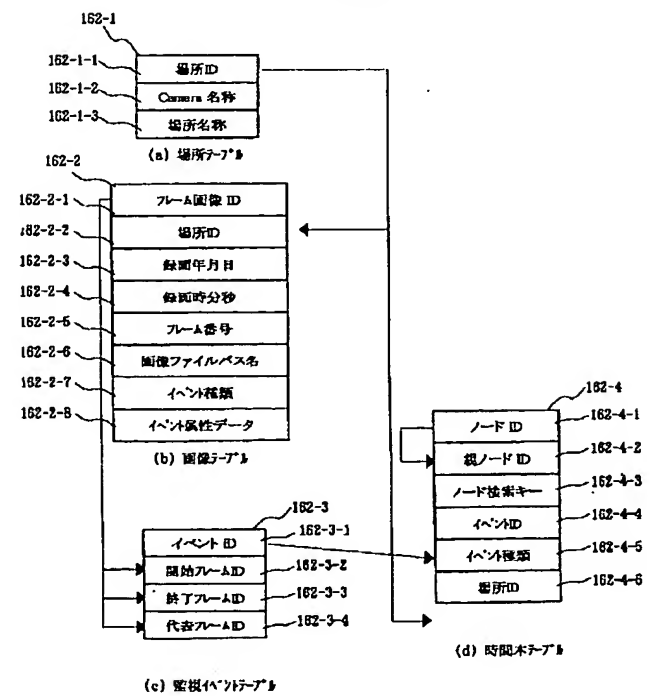 162-1
162-1-1
場所ID
162-1-2
Camera 名称
162-1-3
場所名称
(a) 場所テーブル
162-2
162-2-1
フレーム画像 ID
162-2-2
場所ID
162-2-3
録画年月日
162-2-4
録画時分秒
162-2-5
フレーム番号
162-2-6
画像ファイルパス名
162-2-7
イベント種類
162-2-8
イベント属性データ
(b) 画像テーブル
162-3
イベント ID
162-3-1
開始フレームID
162-3-2
終了フレームID
162-3-3
代表フレームID
162-3-4
(c) 監視イベントテーブル
162-4
ノード ID
162-4-1
親ノード ID
162-4-2
ノード検索キー
162-4-3
イベントID
162-4-4
イベント種類
162-4-5
場所ID
162-4-6
(d) 時間木テーブル